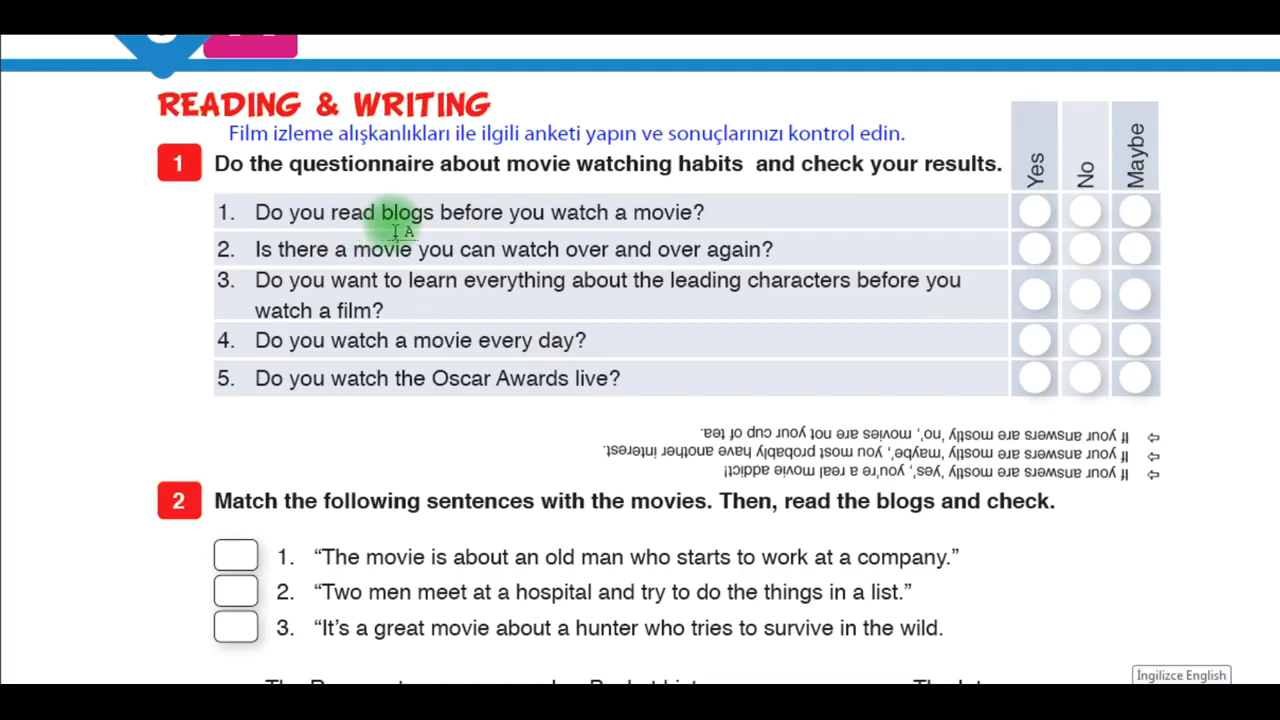 READING & WRITING
Film izleme alışkanlıkları ile ilgili anketi yapın ve sonuçlarınızı kontrol edin.
1 Do the questionnaire about movie watching habits and check your results.
Yes No Maybe
1. Do you read blogs before you watch a movie?
2. Is there a movie you can watch over and over again?
3. Do you want to learn everything about the leading characters before you
watch a film?
4. Do you watch a movie every day?
5. Do you watch the Oscar Awards live?
⇨ If your answers are mostly ‘yes’, you’re a real movie addict!
⇨ If your answers are mostly ‘maybe’, you most probably have another interest.
⇨ If your answers are mostly ‘no’, movies are not your cup of tea.
2 Match the following sentences with the movies. Then, read the blogs and check.
1. “The movie is about an old man who starts to work at a company.”
2. “Two men meet at a hospital and try to do the things in a list.”
3. “It’s a great movie about a hunter who tries to survive in the wild.
İngilizce English